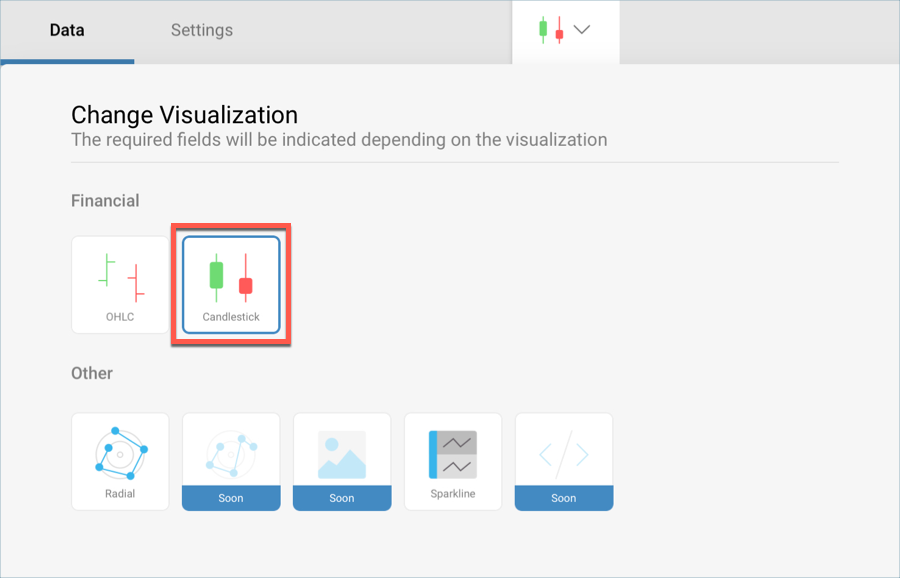 Data
Settings
Change Visualization
The required fields will be indicated depending on the visualization
Financial
OHLC
Candlestick
Other
Radial
Soon
Soon
Sparkline
Soon